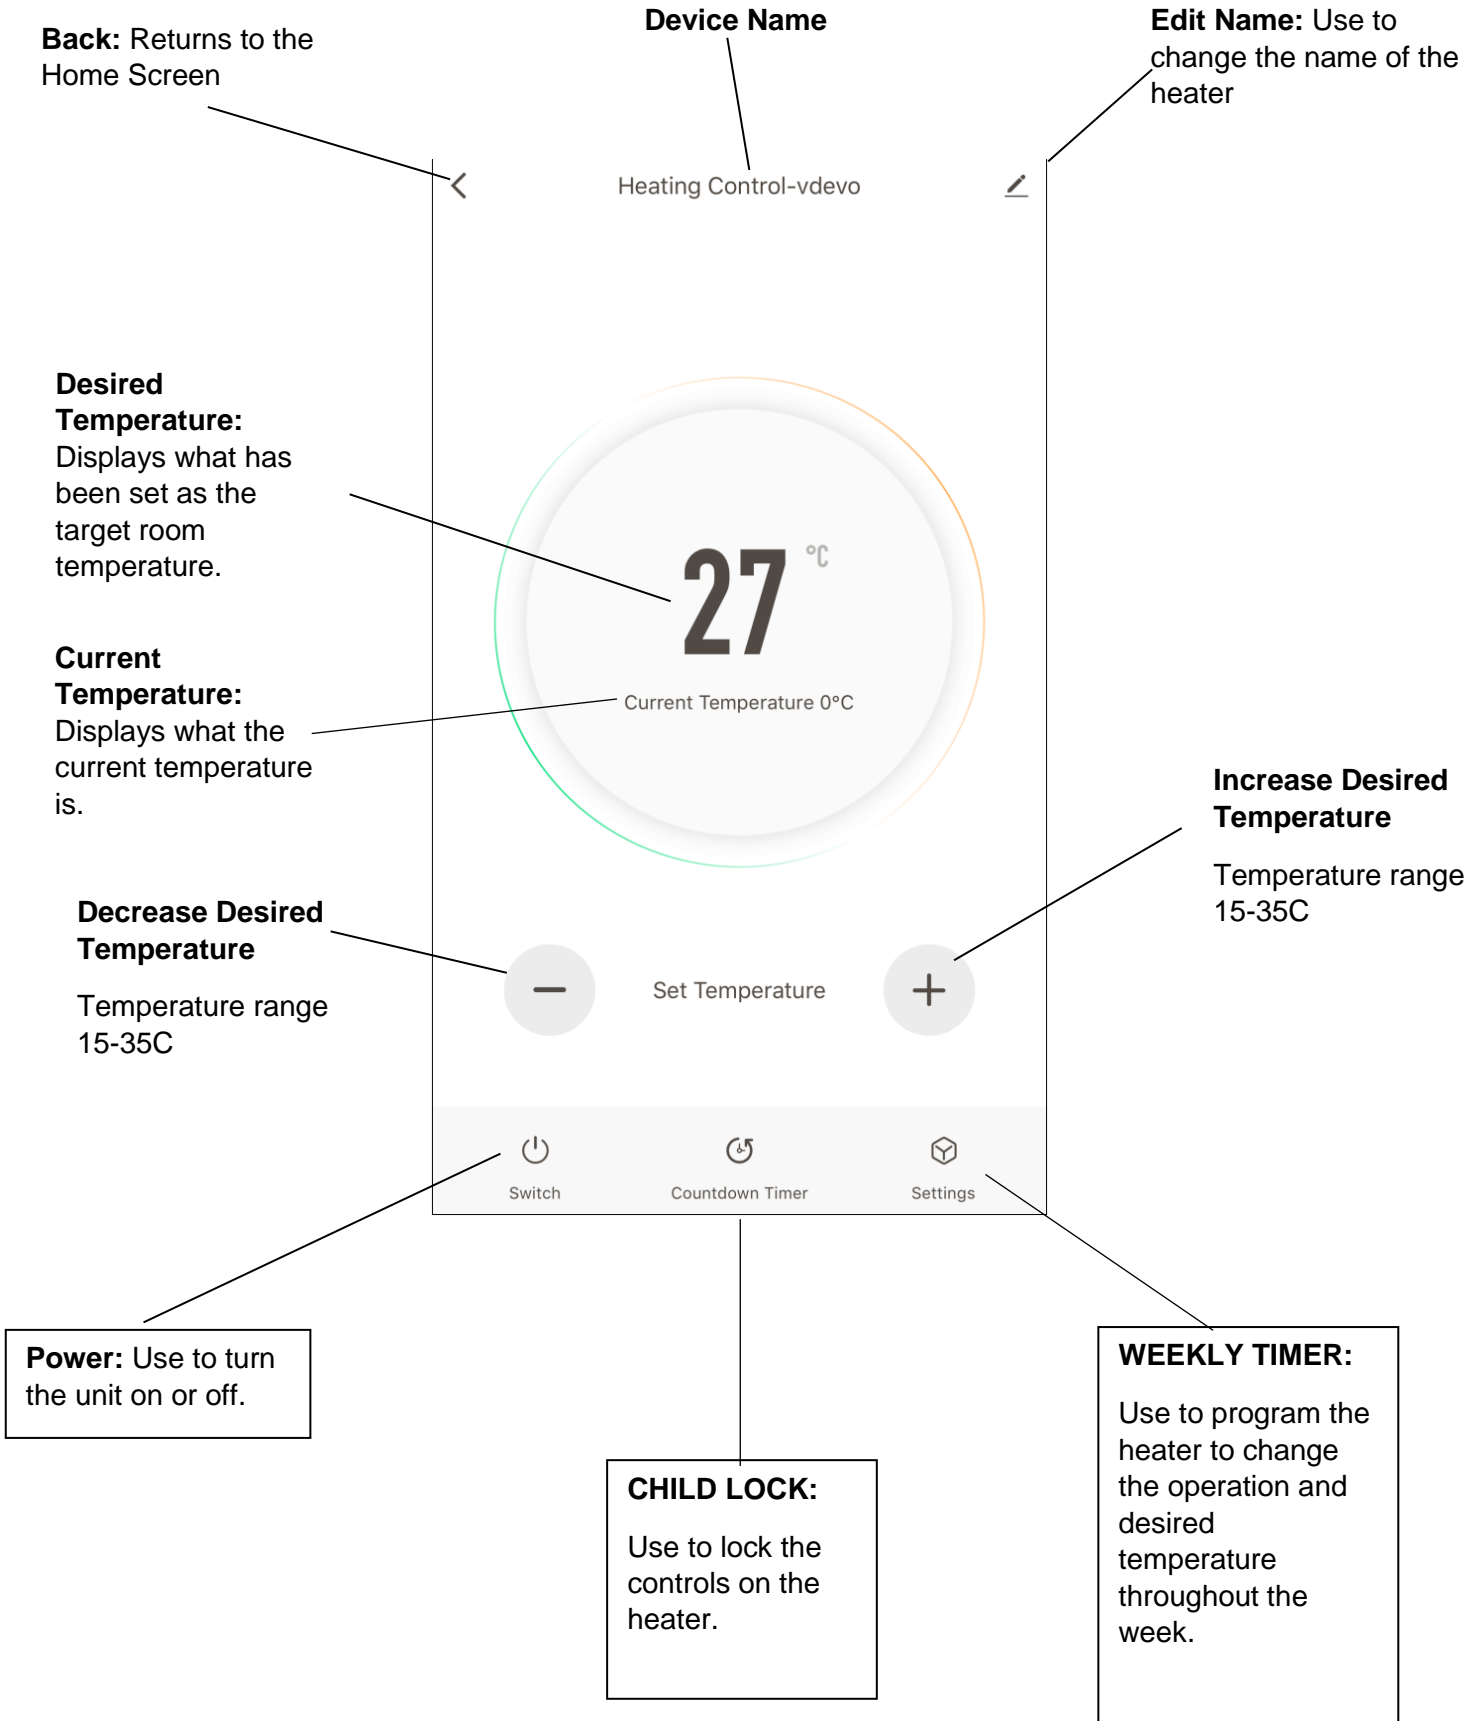 Back: Returns to the
Home Screen
Device Name
Edit Name: Use to
change the name of the
heater
Heating Control-vdevo
Desired
Temperature:
Displays what has
been set as the
target room
temperature.
27 °C
Current
Temperature:
Displays what the
current temperature
is.
Current Temperature 0°C
Increase Desired
Temperature
Temperature range
15-35C
Decrease Desired
Temperature
Temperature range
15-35C
Set Temperature
Switch
Countdown Timer
Settings
Power: Use to turn
the unit on or off.
CHILD LOCK:
Use to lock the
controls on the
heater.
WEEKLY TIMER:
Use to program the
heater to change
the operation and
desired
temperature
throughout the
week.